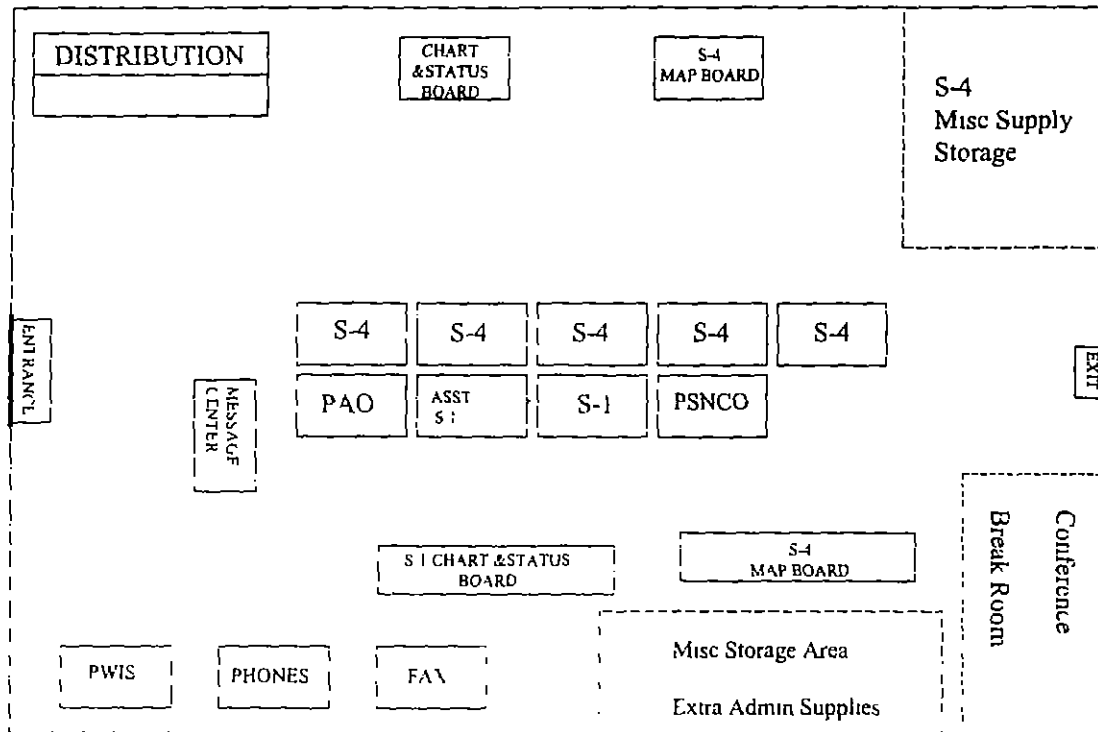 DISTRIBUTION
CHART
&STATUS
BOARD
S-4
MAP BOARD
S-4
Misc Supply
Storage
ENTRANCE
S-4
S-4
S-4
S-4
S-4
EXIT
MESSAGE
CENTER
PAO
ASST
S-1
S-1
PSNCO
S-1 CHART &STATUS
BOARD
S-4
MAP BOARD
Conference
Break Room
PWIS
PHONES
FAX
Misc Storage Area
Extra Admin Supplies